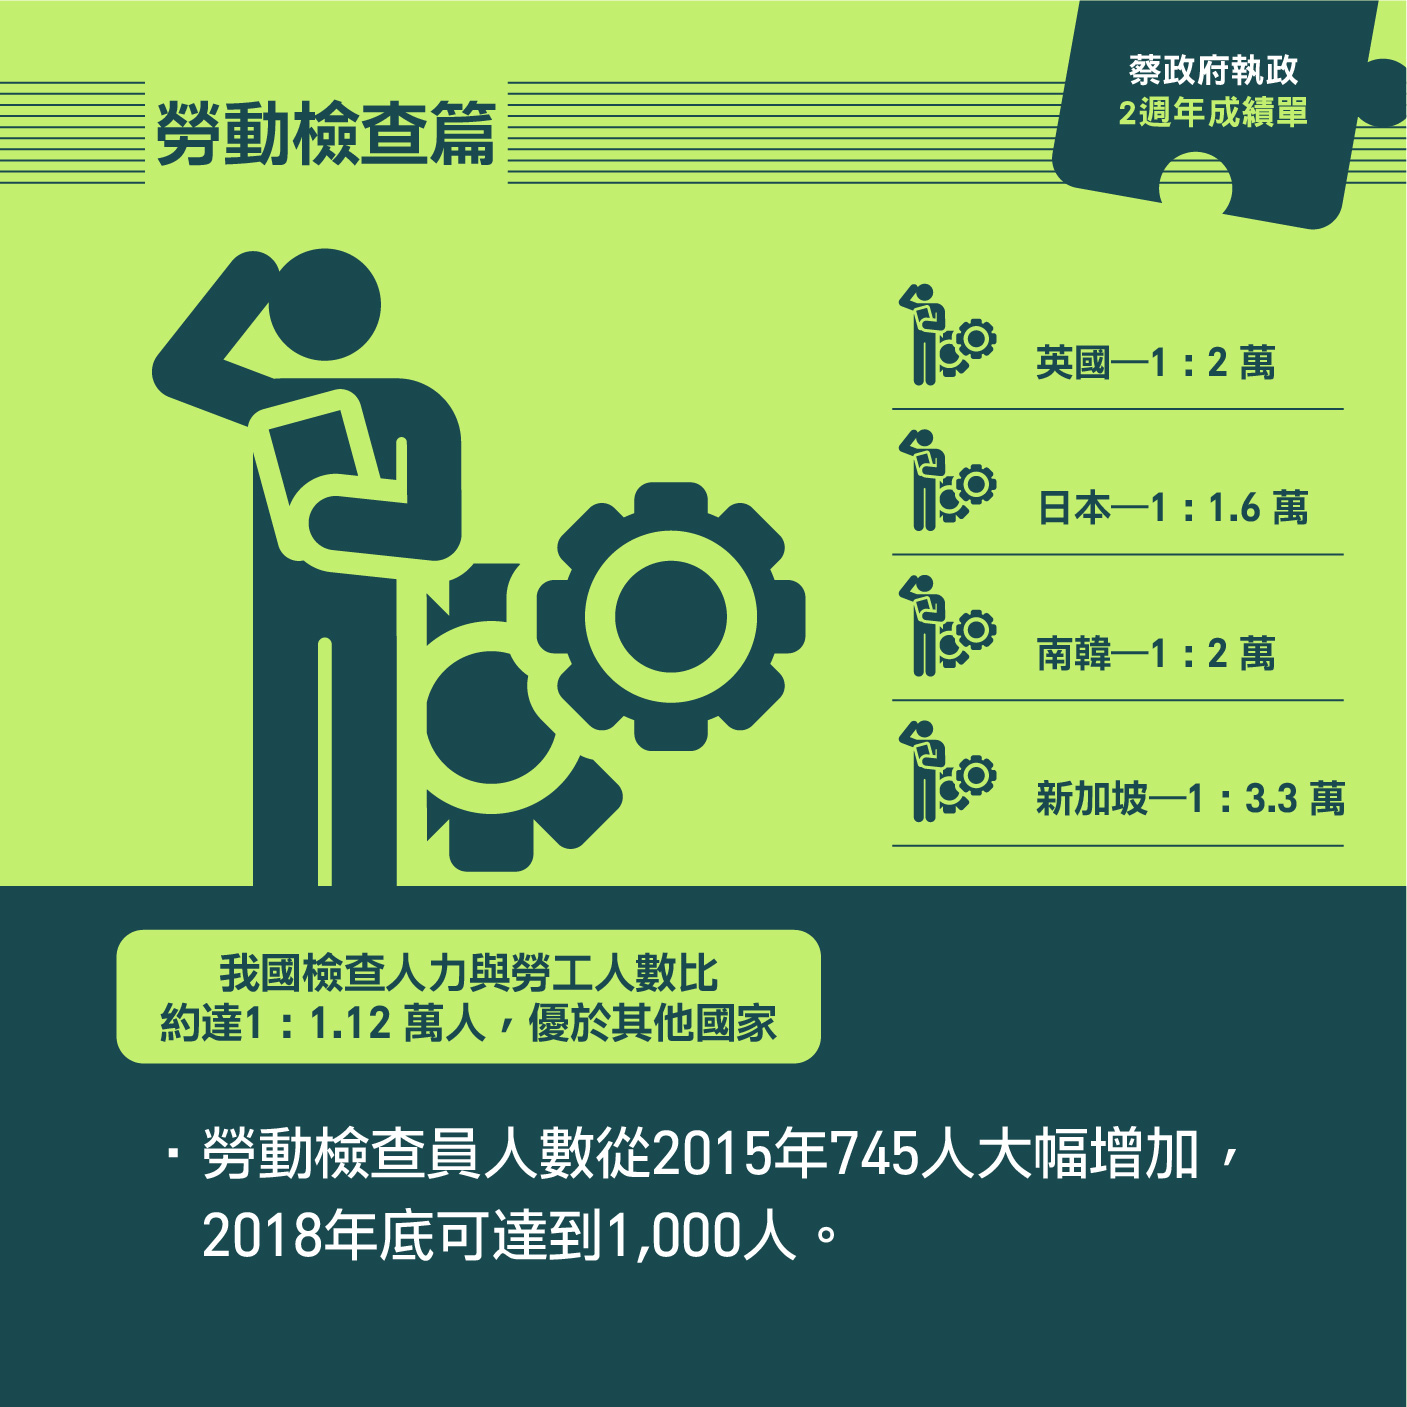 蔡政府執政
2週年成績單
勞動檢查篇
英國—1：2 萬
日本—1：1.6 萬
南韓—1：2 萬
新加坡—1：3.3 萬
我國檢查人力與勞工人數比
約達1：1.12 萬人，優於其他國家
·勞動檢查員人數從2015年745人大幅增加，
2018年底可達到1,000人。